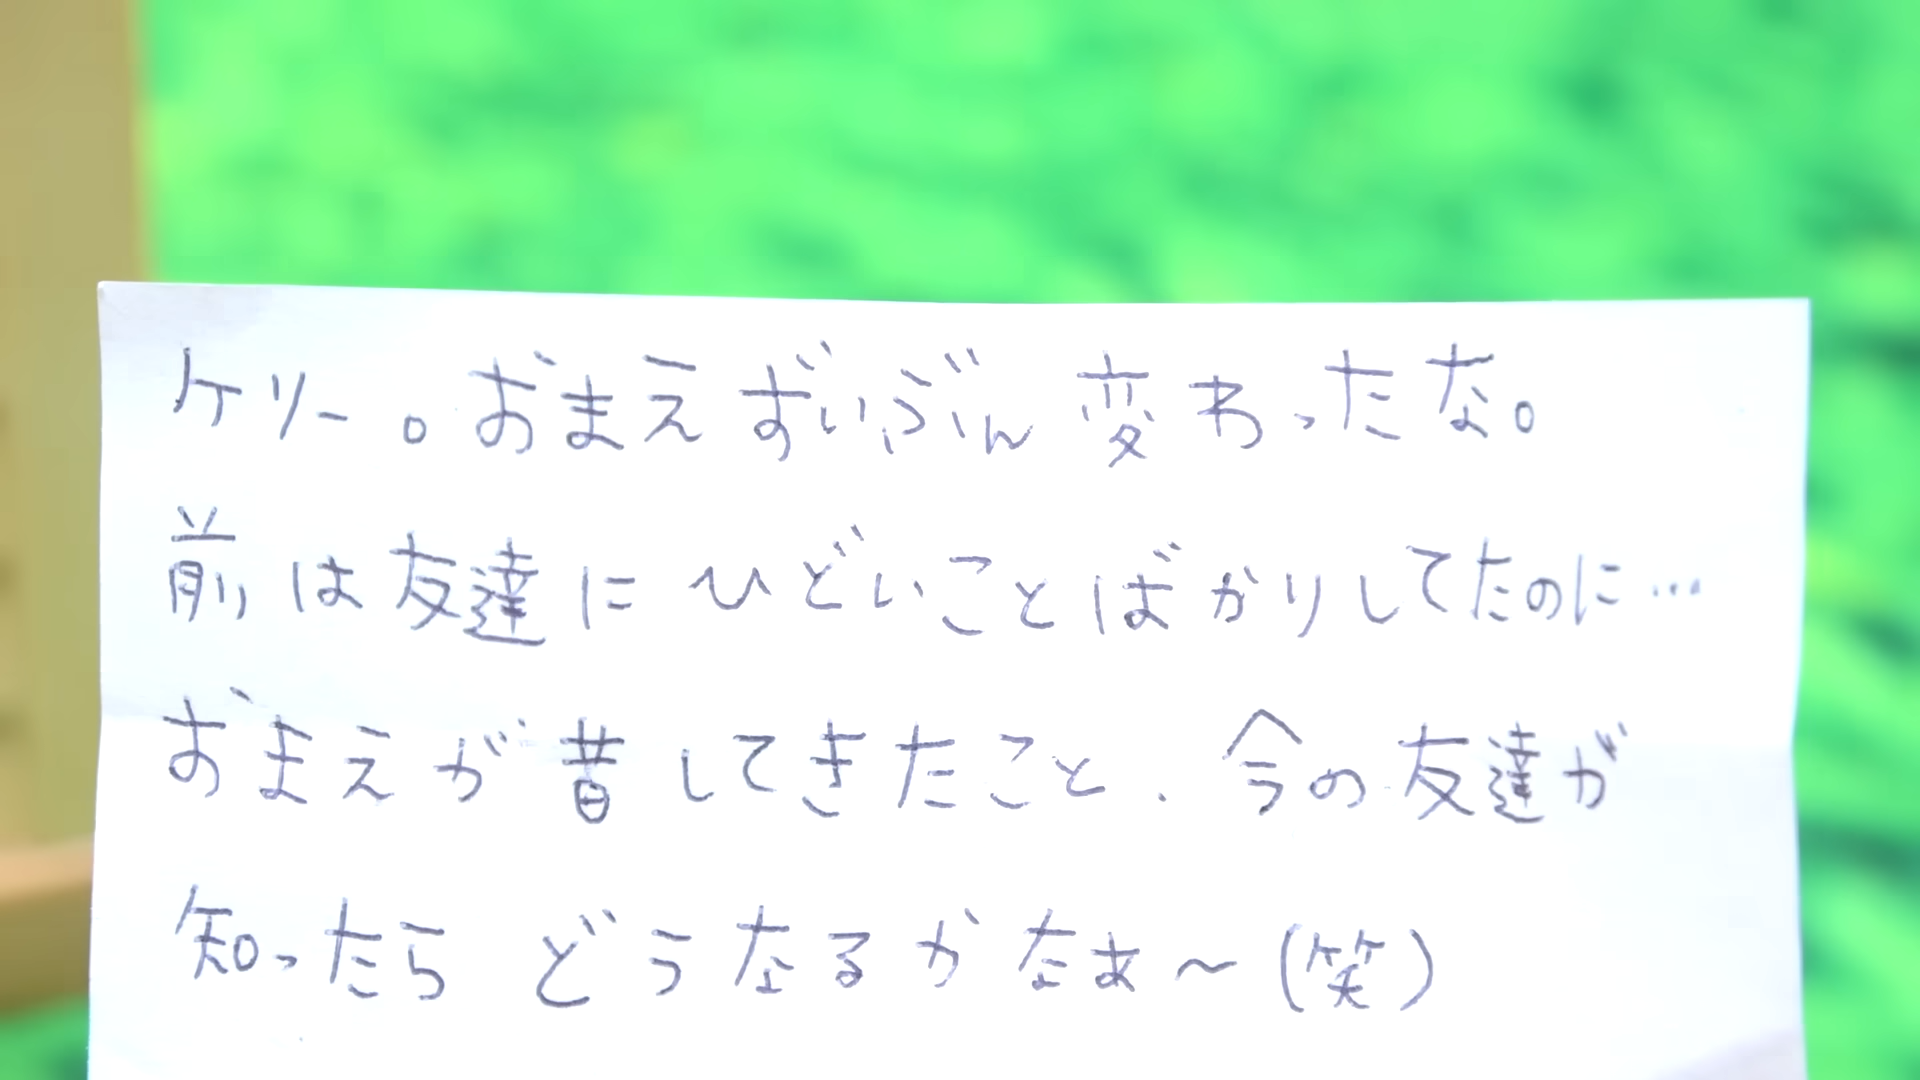 ケリー。おまえずいぶん変わったな。
前は友達にひどいことばかりしてたのに…
おまえが昔してきたこと、今の友達が
知ったらどうなるかなぁ～(笑)